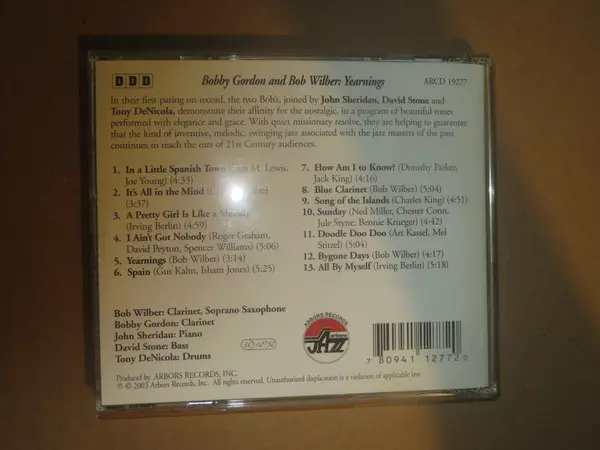 DDD
Bobby Gordon and Bob Wilber: Yearnings
ARCD 19277
In their first paring on record, the two Bob's, joined by John Sheridan, David Stone and
Tony DeNicola, demonstrate their affinity for the nostalgic, in a program of beautiful tunes
performed with elegance and grace. With quiet missionary resolve, they are helping to guarantee
that the kind of inventive, melodic, swinging jazz associated with the jazz masters of the past
continues to reach the ears of 21st Century audiences.
1. In a Little Spanish Town M. Lewis,
Joe Young) (4:33)
2. It's All in the Mind
(3:37)
3. A Pretty Girl Is Like a Melody
(Irving Berlin) (4:59)
4. I Ain't Got Nobody (Roger Graham,
David Peyton, Spencer Williams) (5:06)
5. Yearnings (Bob Wilber) (3:14)
6. Spain (Gus Kahn, Isham Jones) (6:25)
7. How Am I to Know? (Dorothy Parker,
Jack King) (4:16)
8. Blue Clarinet (Bob Wilber) (5:04)
9. Song of the Islands (Charles King) (4:51)
10. Sunday (Ned Miller, Chester Conn,
Jule Styne, Bennie Krueger) (4:42)
11. Doodle Doo Doo (Art Kassel, Mel
Stitzel) (5:04)
12. Bygone Days (Bob Wilber) (4:17)
13. All By Myself (Irving Berlin) (5:18)
Bob Wilber: Clarinet, Soprano Saxophone
Bobby Gordon: Clarinet
John Sheridan: Piano
David Stone: Bass
Tony DeNicola: Drums
ARBORS RECORDS
arbors
JAZZ
7 80941 12772
Produced by ARBORS RECORDS, INC.
℗ © 2003 Arbors Records, Inc. All rights reserved. Unauthorized duplication is a violation of applicable law.